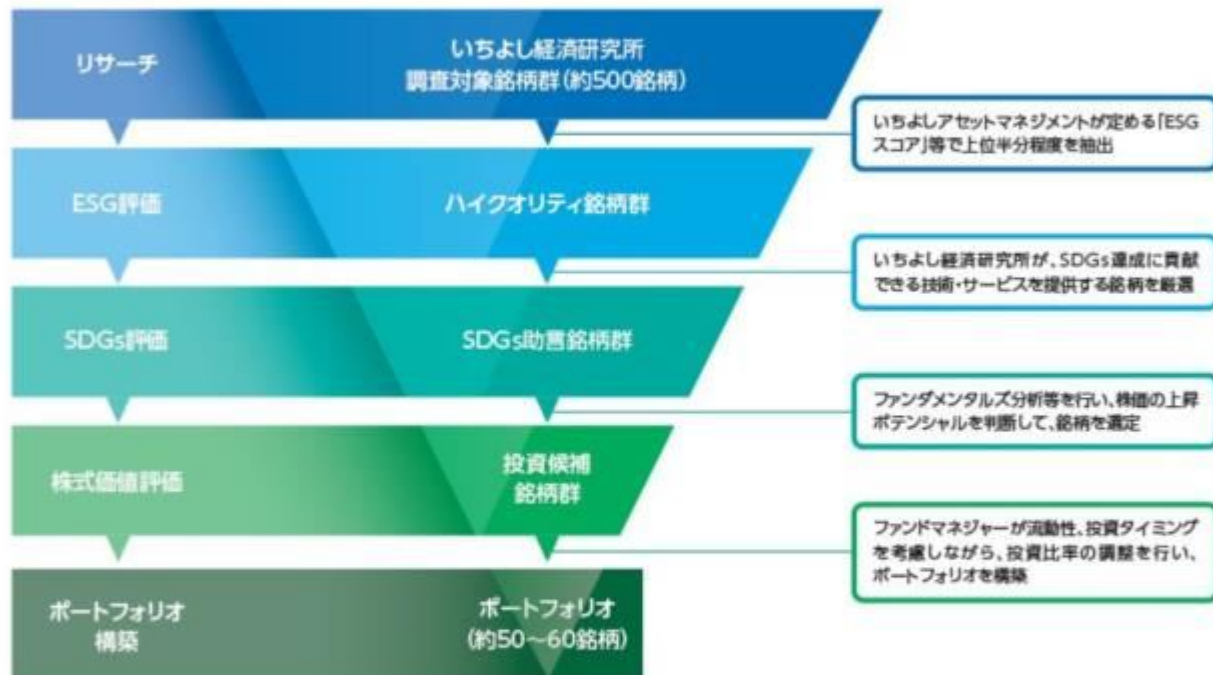 リサーチ
いちよし経済研究所
調査対象銘柄群(約500銘柄)
いちよしアセットマネジメントが定める「ESG
スコア」等で上位半分程度を抽出
ESG評価
ハイクオリティ銘柄群
いちよし経済研究所が、SDGs達成に貢献
できる技術・サービスを提供する銘柄を厳選
SDGs評価
SDGs助言銘柄群
ファンダメンタルズ分析等を行い、株価の上昇
ポテンシャルを判断して、銘柄を選定
株式価値評価
投資候補
銘柄群
ファンドマネジャーが流動性、投資タイミング
を考慮しながら、投資比率の調整を行い、
ポートフォリオを構築
ポートフォリオ
構築
ポートフォリオ
(約50～60銘柄)